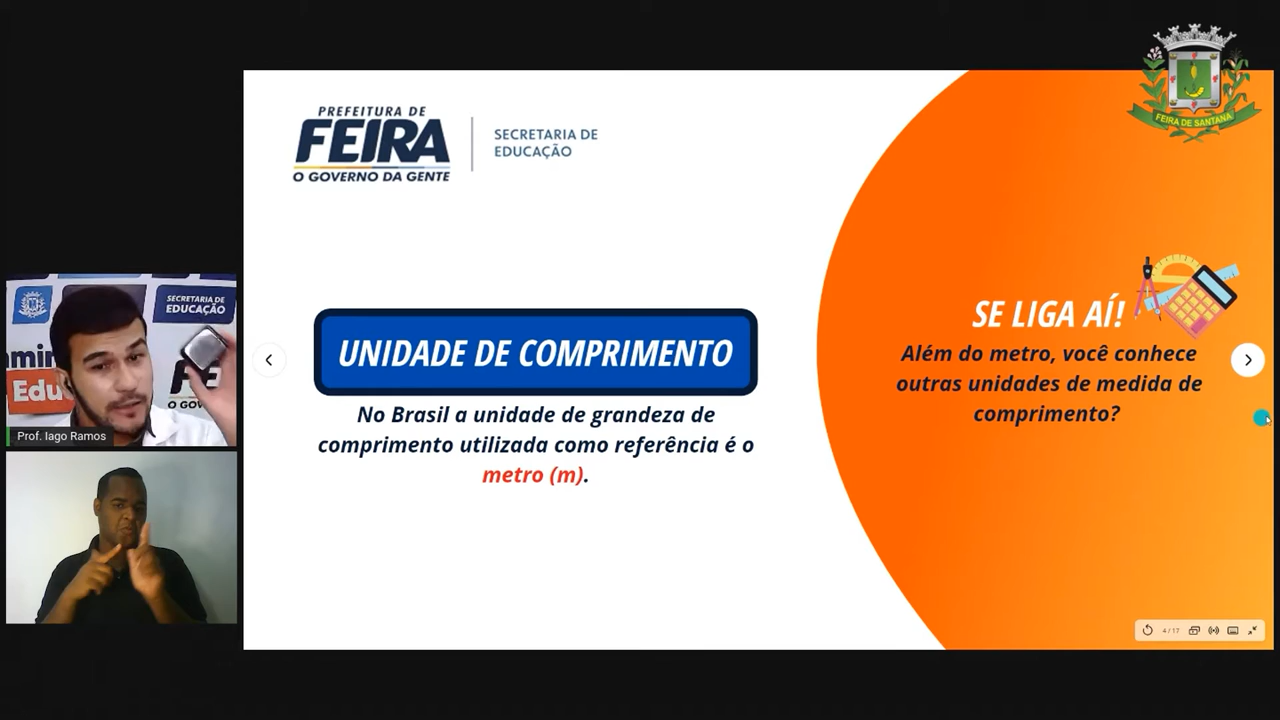 FEIRA DE SANTANA
PREFEITURA DE
FEIRA
O GOVERNO DA GENTE
SECRETARIA DE
EDUCAÇÃO
UNIDADE DE COMPRIMENTO
No Brasil a unidade de grandeza de
comprimento utilizada como referência é o
metro (m).
SE LIGA AÍ!
Além do metro, você conhece
outras unidades de medida de
comprimento?
SECRETARIA DE
EDUCAÇÃO
Edu
Prof. Iago Ramos
4 / 17